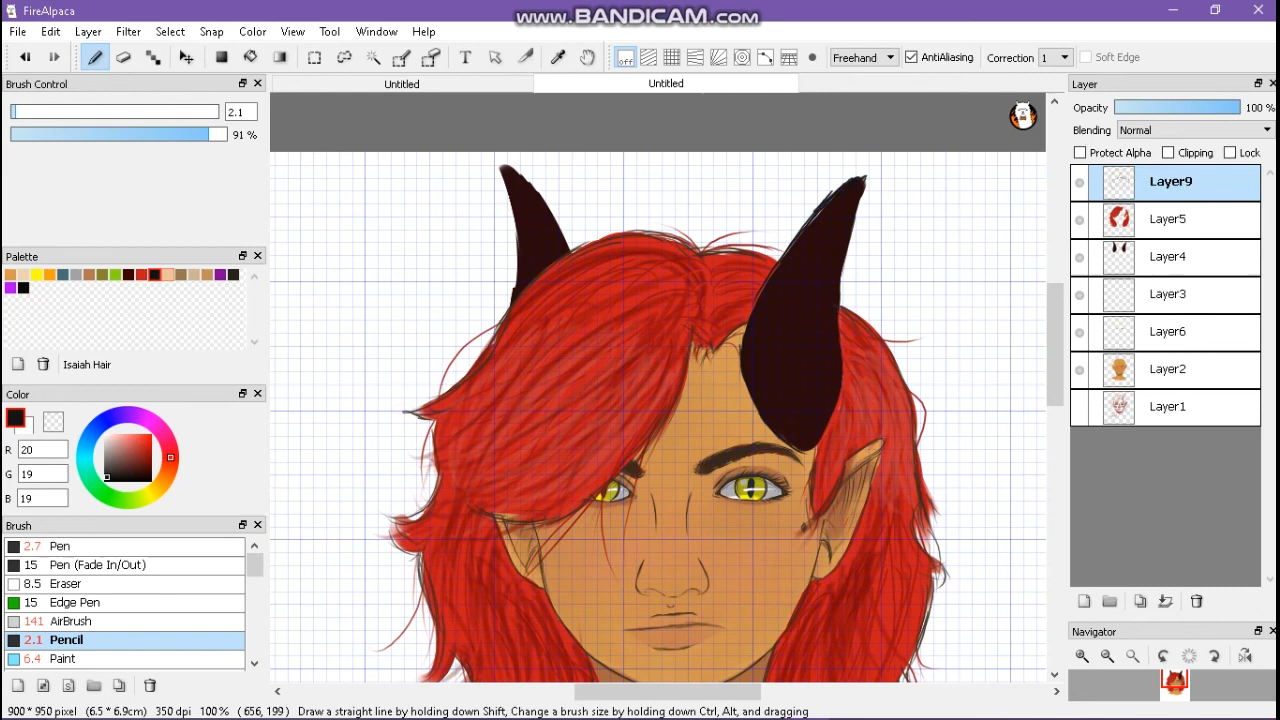 FireAlpaca
www.BANDICAM.com
File Edit Layer Filter Select Snap Color View Tool Window Help
off Freehand AntiAliasing Correction 1 Soft Edge
Brush Control
Untitled
Untitled
Layer
2.1
91 %
Opacity 100 %
Blending Normal
Protect Alpha Clipping Lock
Layer9
Layer5
Layer4
Layer3
Layer6
Layer2
Layer1
Palette
Isaiah Hair
Color
R 20
G 19
B 19
Brush
2.7 Pen
15 Pen (Fade In/Out)
8.5 Eraser
15 Edge Pen
141 AirBrush
2.1 Pencil
6.4 Paint
Navigator
900 * 950 pixel (6.5 * 6.9cm) 350 dpi 100 % ( 656, 199 ) Draw a straight line by holding down Shift, Change a brush size by holding down Ctrl, Alt, and dragging